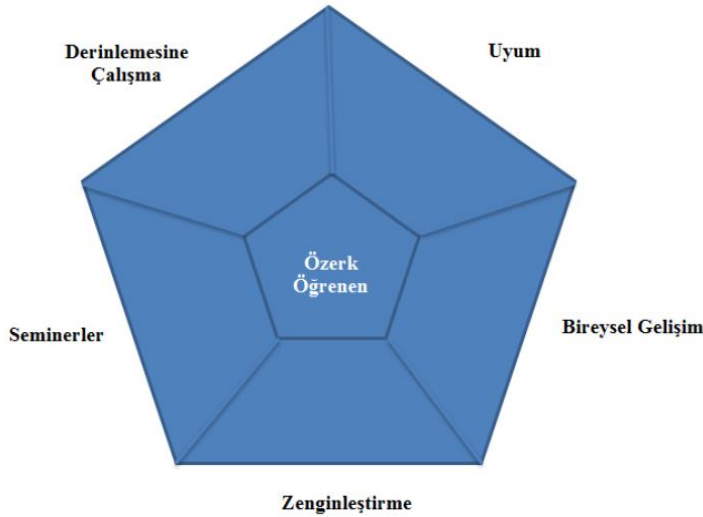 Derinlemesine
Çalışma
Uyum
Özerk
Öğrenen
Seminerler
Bireysel Gelişim
Zenginleştirme